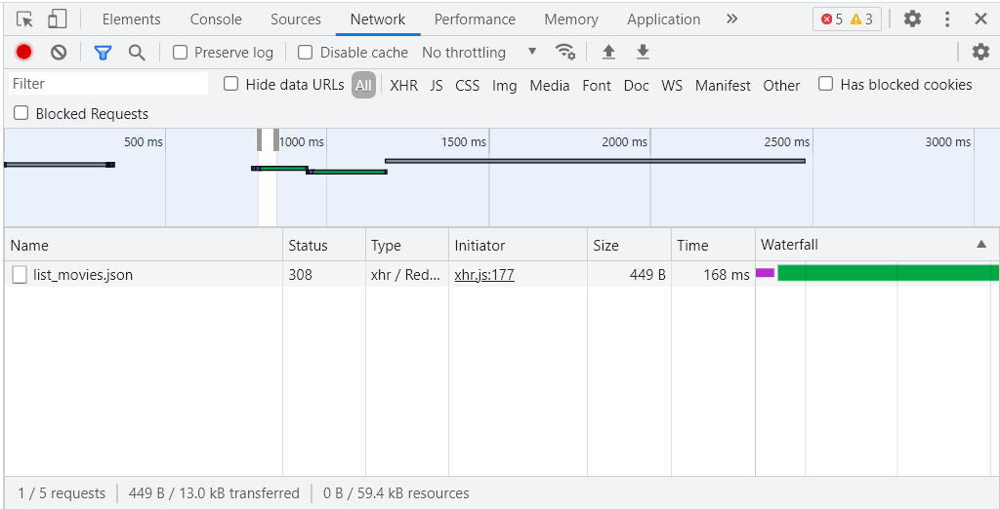 Elements Console Sources Network Performance Memory Application » 5 3
Preserve log Disable cache No throttling
Filter Hide data URLs All XHR JS CSS Img Media Font Doc WS Manifest Other Has blocked cookies
Blocked Requests
500 ms 1000 ms 1500 ms 2000 ms 2500 ms 3000 ms
Name Status Type Initiator Size Time Waterfall
list_movies.json 308 xhr / Red... xhr.js:177 449 B 168 ms
1 / 5 requests 449 B / 13.0 kB transferred 0 B / 59.4 kB resources